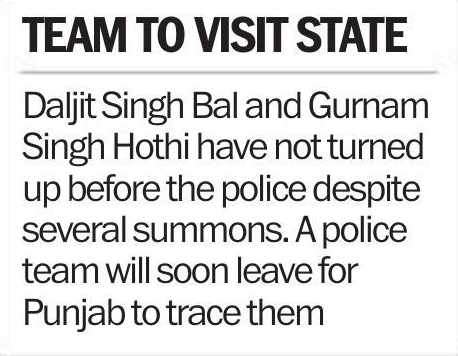 TEAM TO VISIT STATE
Daljit Singh Bal and Gurnam
Singh Hothi have not turned
up before the police despite
several summons. A police
team will soon leave for
Punjab to trace them